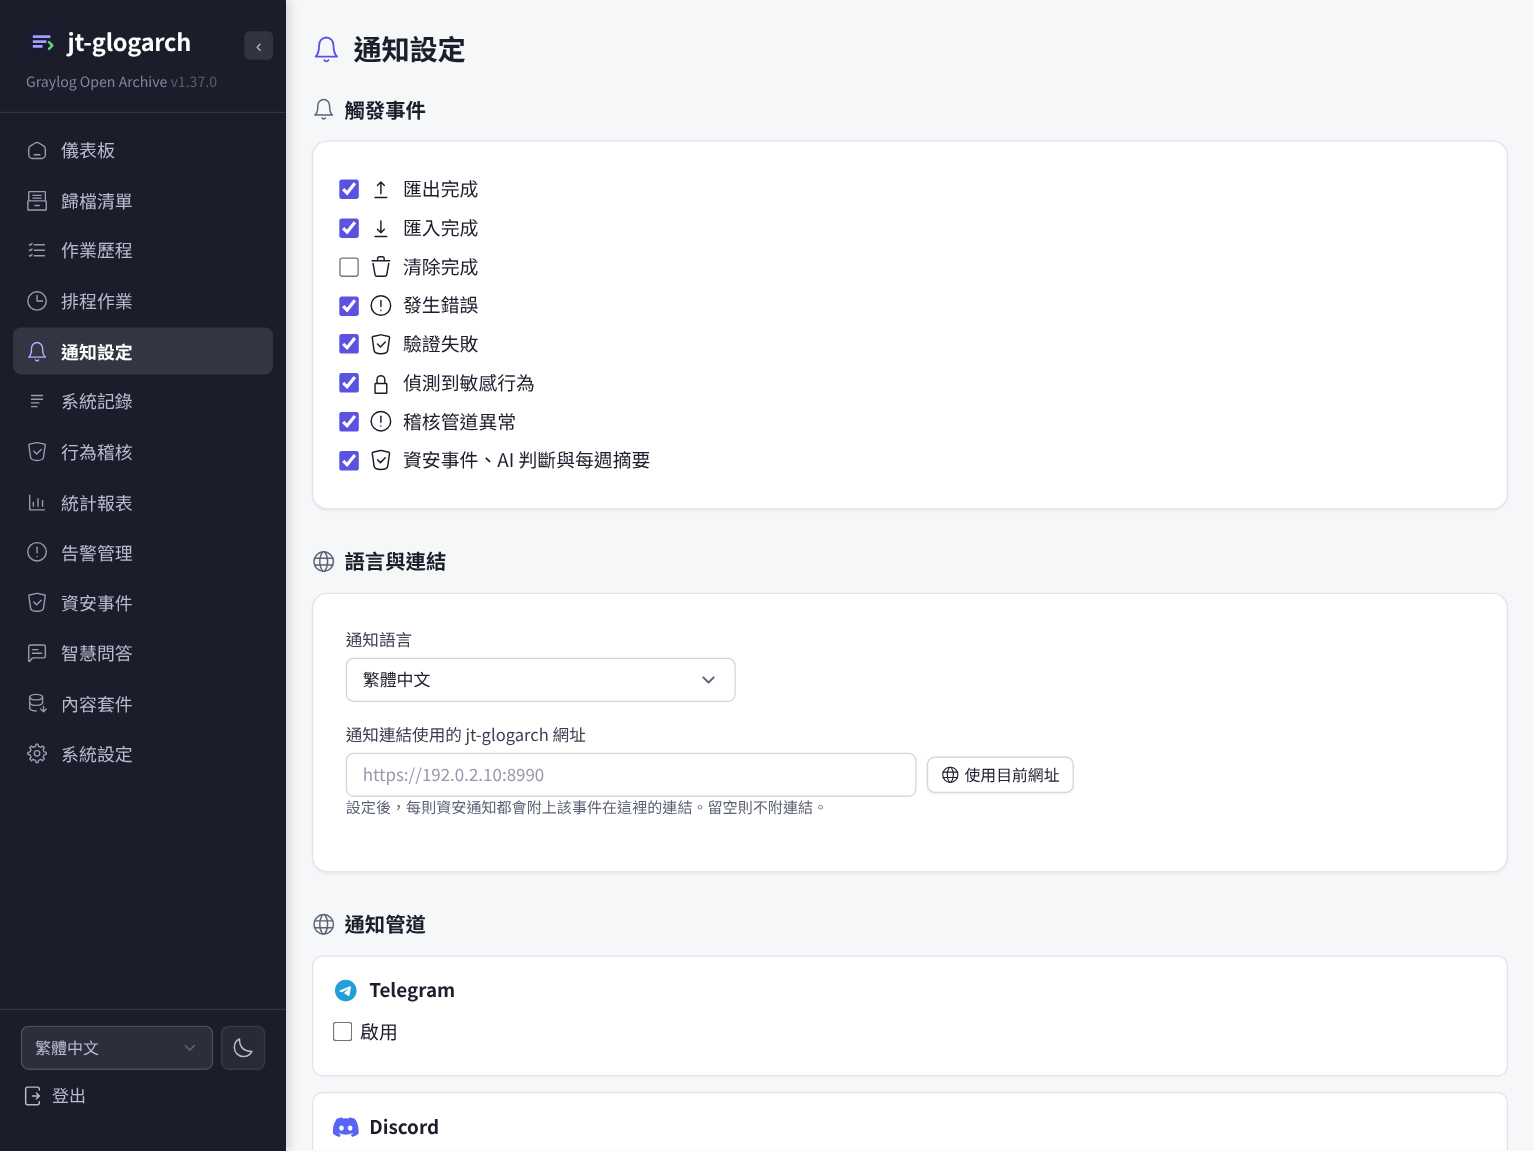 jt-glogarch
Graylog Open Archive v1.37.0
儀表板
歸檔清單
作業歷程
排程作業
通知設定
系統記錄
行為稽核
統計報表
告警管理
資安事件
智慧問答
內容套件
系統設定
繁體中文
登出
通知設定
觸發事件
匯出完成
匯入完成
清除完成
發生錯誤
驗證失敗
偵測到敏感行為
稽核管道異常
資安事件、AI 判斷與每週摘要
語言與連結
通知語言
繁體中文
通知連結使用的 jt-glogarch 網址
https://192.0.2.10:8990
使用目前網址
設定後，每則資安通知都會附上該事件在這裡的連結。留空則不附連結。
通知管道
Telegram
啟用
Discord